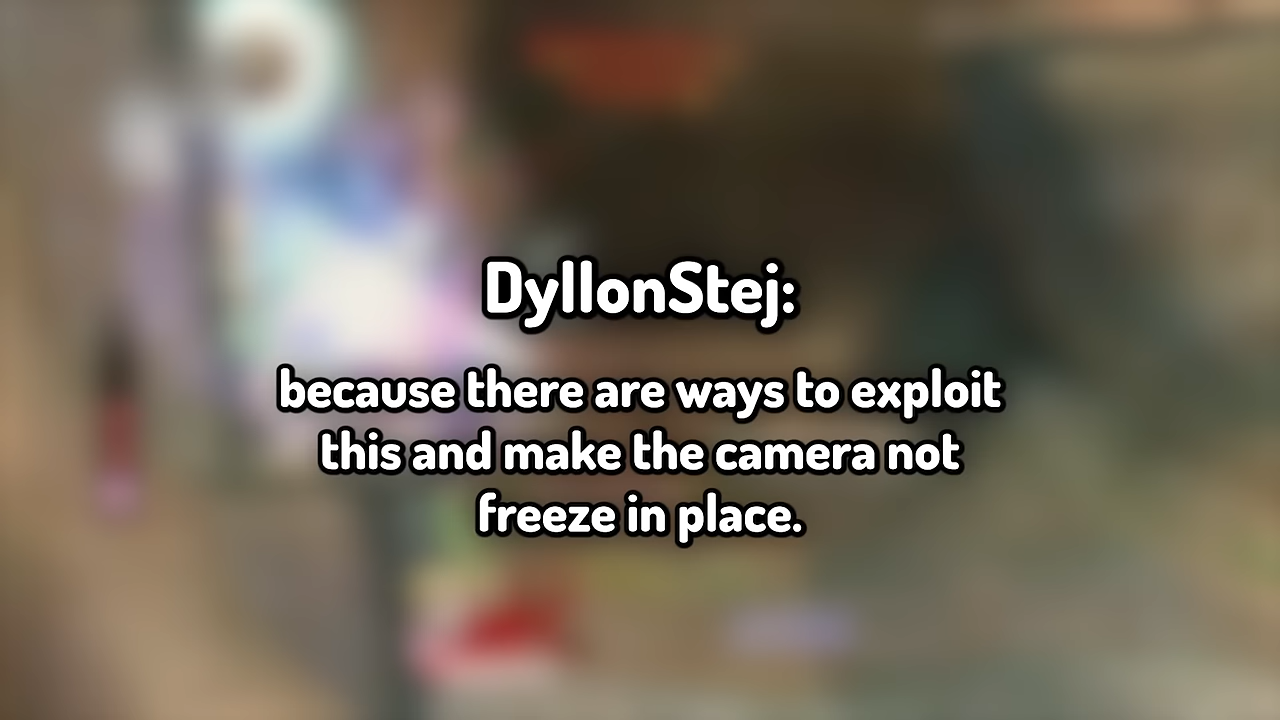 DyllonStej:
because there are ways to exploit
this and make the camera not
freeze in place.